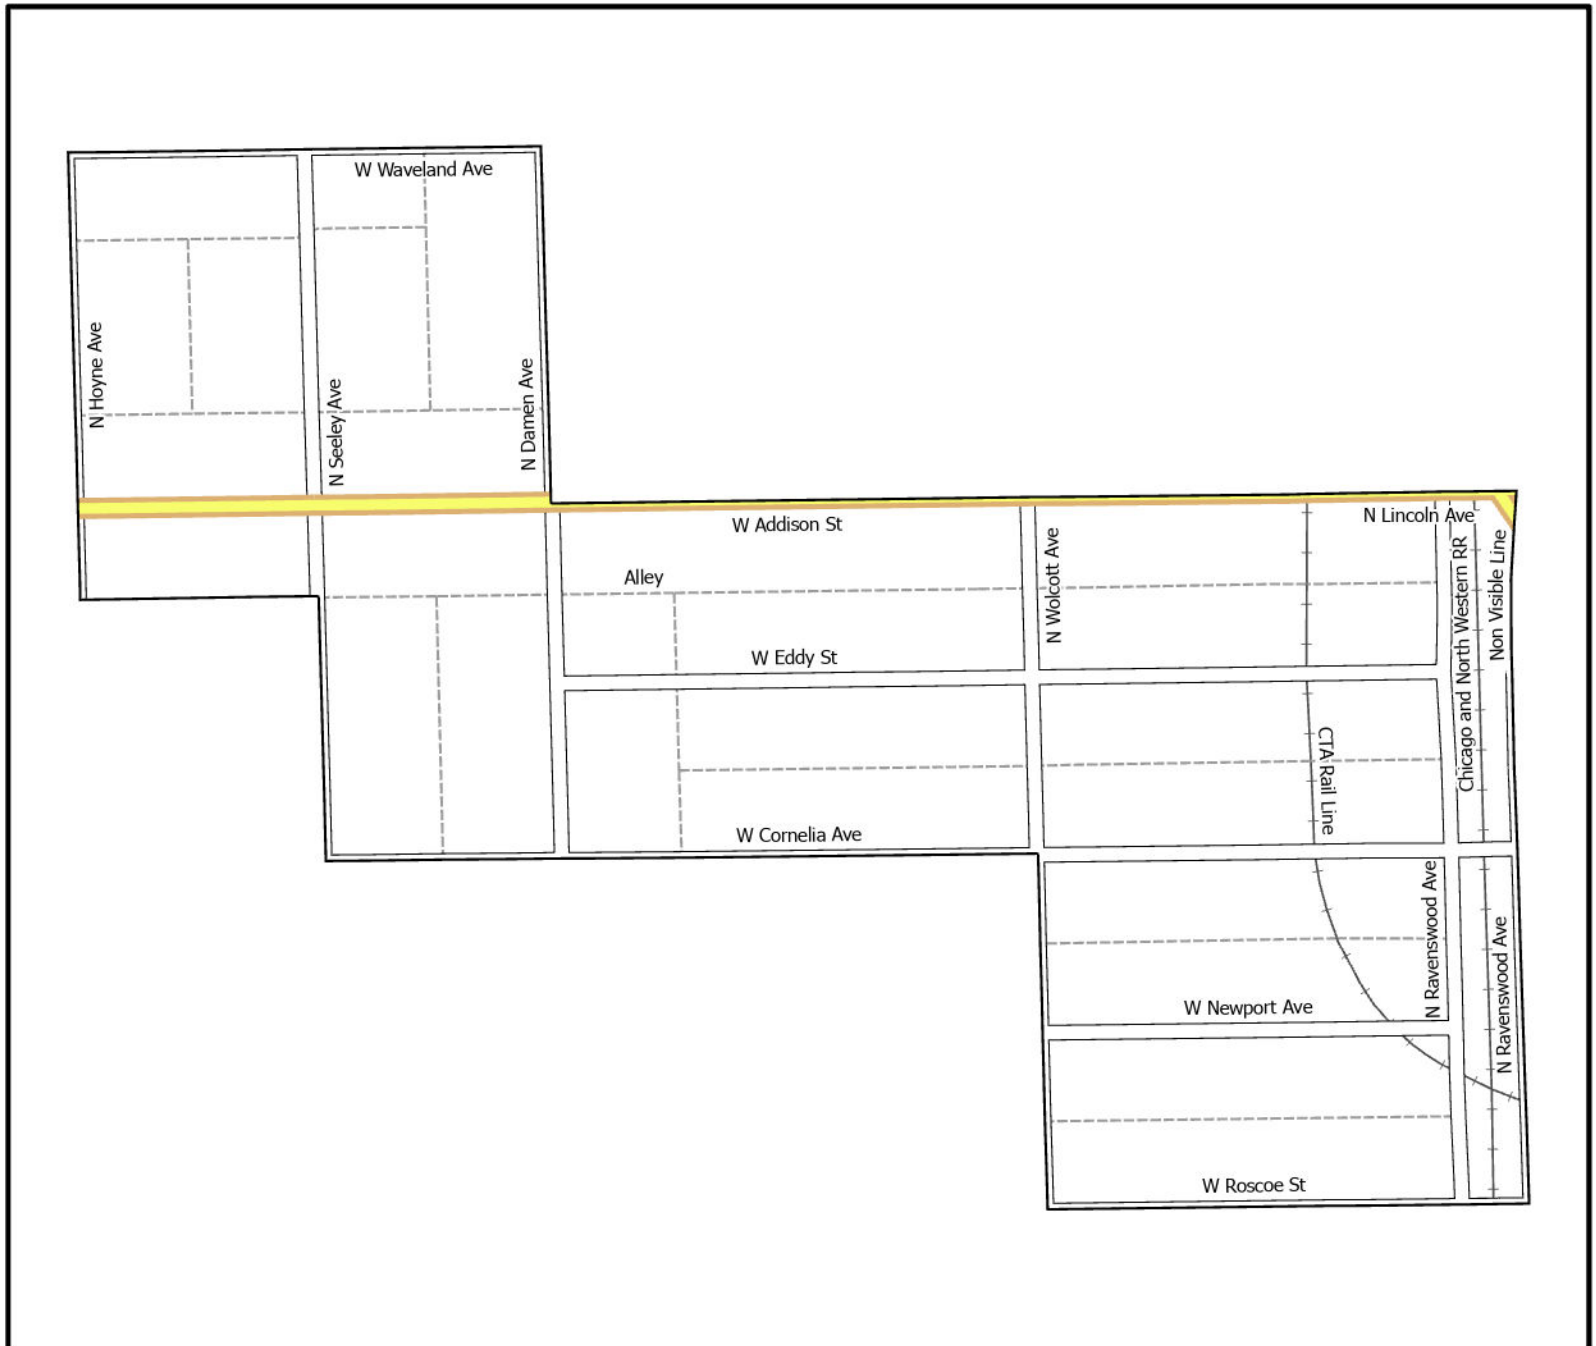 W Waveland Ave
N Hoyne Ave
N Seeley Ave
N Damen Ave
W Addison St
N Lincoln Ave
Alley
N Wolcott Ave
Chicago and North Western RR
Non Visible Line
W Eddy St
CTA Rail Line
W Cornelia Ave
N Ravenswood Ave
N Ravenswood Ave
W Newport Ave
W Roscoe St